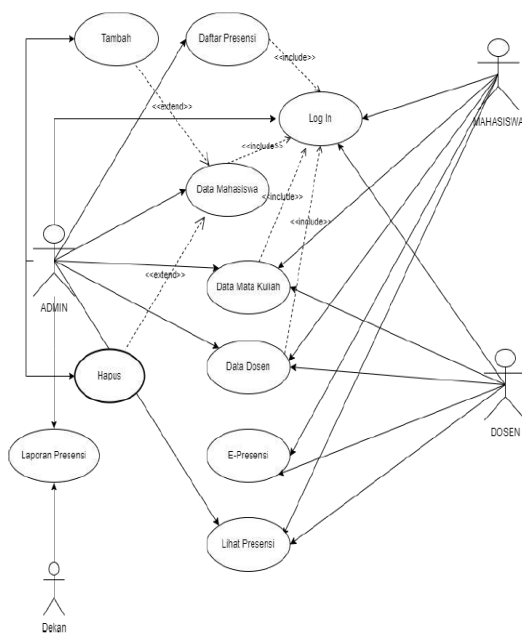 Tambah
Daftar Presensi
<<include>>
<<extend>>
Log In
MAHASISWA
<<include>>
Data Mahasiswa
<<include>>
<<include>>
<<extend>>
Data Mata Kuliah
ADMIN
Data Dosen
Hapus
DOSEN
Laporan Presensi
E-Presensi
Lihat Presensi
Dekan